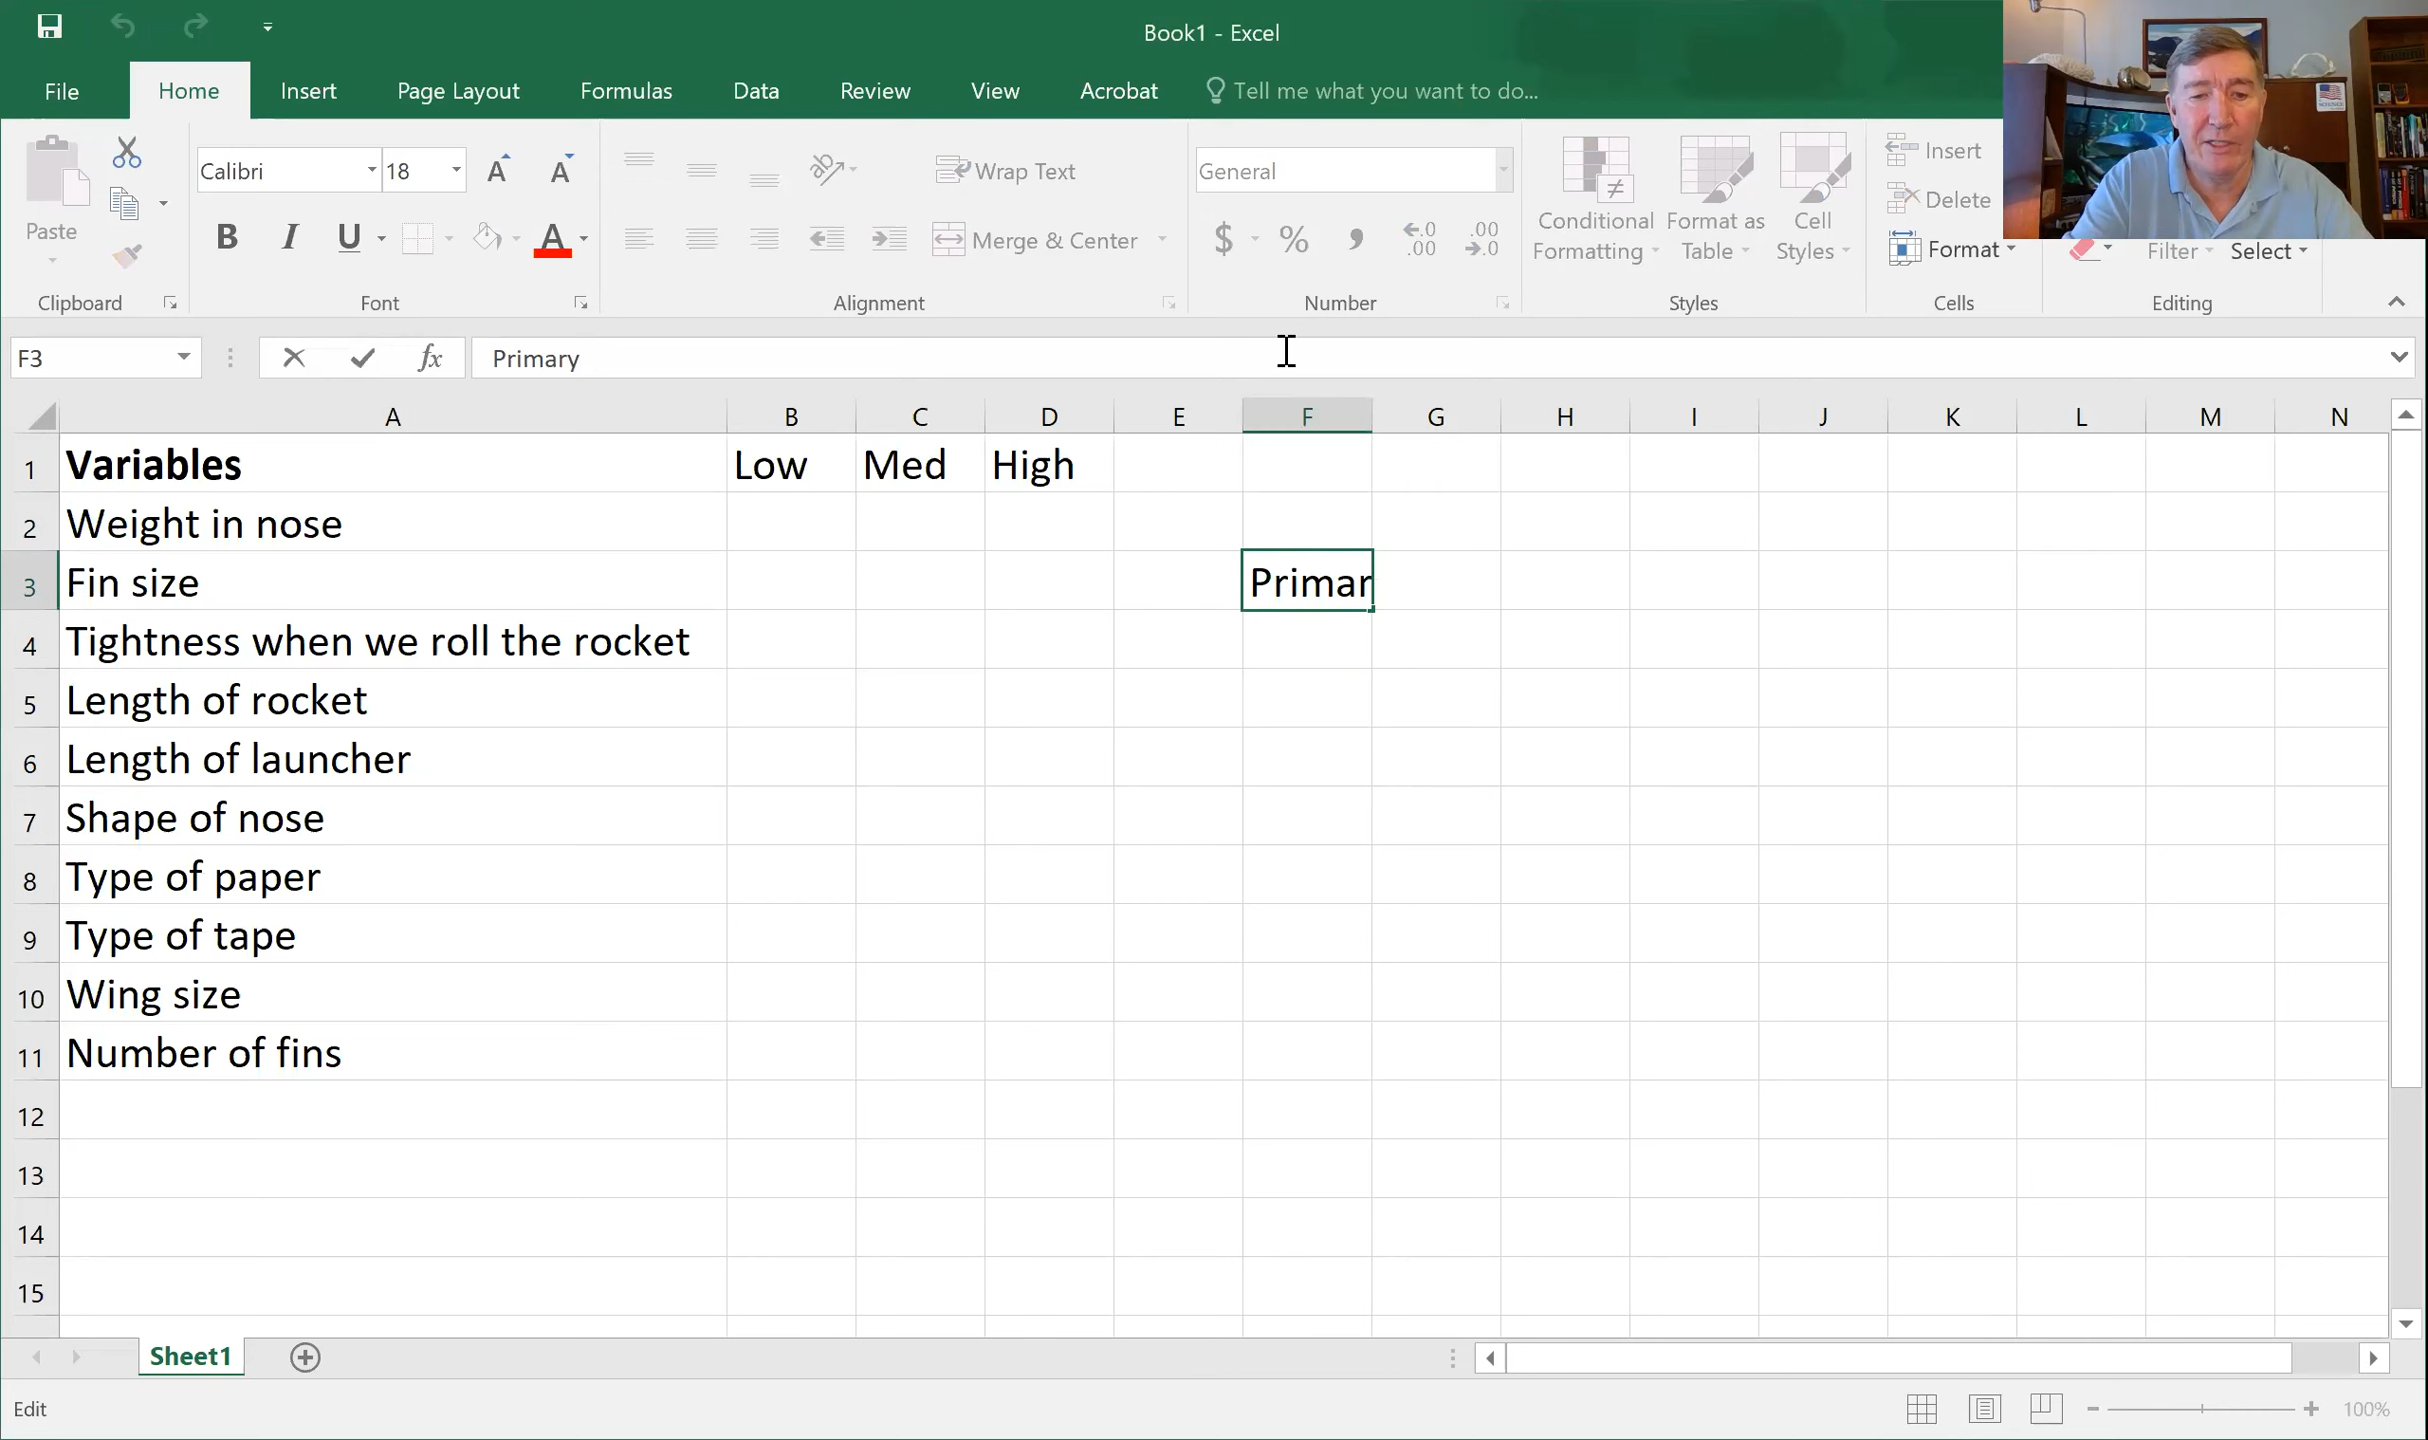 Book1 - Excel
File Home Insert Page Layout Formulas Data Review View Acrobat Tell me what you want to do...
Paste
Clipboard
Calibri 18
B I U A
Font
Wrap Text
Merge & Center
Alignment
General
$ % ,
Number
Conditional Formatting
Format as Table
Cell Styles
Styles
Insert
Delete
Format
Cells
Filter Select
Editing
F3 fx Primary
A B C D E F G H I J K L M N
1 Variables Low Med High
2 Weight in nose
3 Fin size Primar
4 Tightness when we roll the rocket
5 Length of rocket
6 Length of launcher
7 Shape of nose
8 Type of paper
9 Type of tape
10 Wing size
11 Number of fins
12
13
14
15
Sheet1
Edit 100%